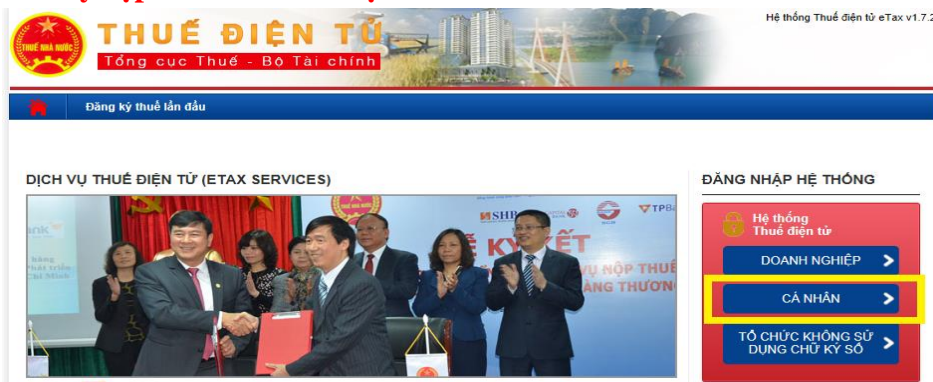 Hệ thống Thuế điện tử eTax v1.7.2
THUẾ NHÀ NƯỚC
THUẾ ĐIỆN TỬ
Tổng cục Thuế - Bộ Tài chính
Đăng ký thuế lần đầu
DỊCH VỤ THUẾ ĐIỆN TỬ (ETAX SERVICES)
SHB
TPBa
KÝ KẾT
VỤ NỘP THUẾ
ÀNG THƯƠN
ĐĂNG NHẬP HỆ THỐNG
Hệ thống
Thuế điện tử
DOANH NGHIỆP
CÁ NHÂN
TỔ CHỨC KHÔNG SỬ
DỤNG CHỮ KÝ SỐ